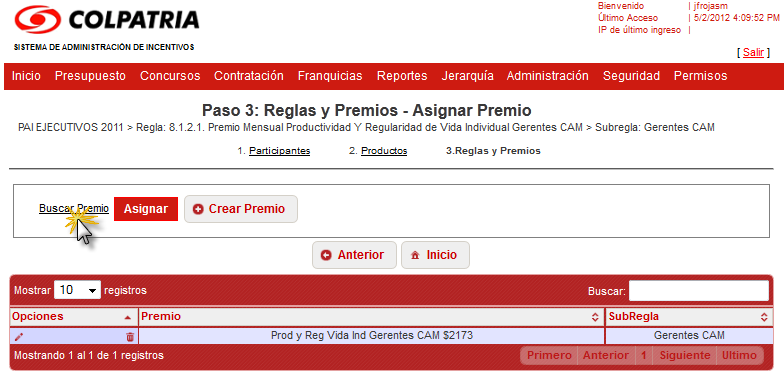 COLPATRIA
SISTEMA DE ADMINISTRACIÓN DE INCENTIVOS
Bienvenido | jfrojasm
Último Acceso | 5/2/2012 4:09:52 PM
IP de último ingreso |
[ Salir ]
Inicio Presupuesto Concursos Contratación Franquicias Reportes Jerarquía Administración Seguridad Permisos
Paso 3: Reglas y Premios - Asignar Premio
PAI EJECUTIVOS 2011 > Regla: 8.1.2.1. Premio Mensual Productividad Y Regularidad de Vida Individual Gerentes CAM > Subregla: Gerentes CAM
1. Participantes 2. Productos 3.Reglas y Premios
Buscar Premio Asignar Crear Premio
Anterior Inicio
Mostrar 10 registros Buscar:
Opciones Premio SubRegla
Prod y Reg Vida Ind Gerentes CAM $2173 Gerentes CAM
Mostrando 1 al 1 de 1 registros Primero Anterior 1 Siguiente Ultimo